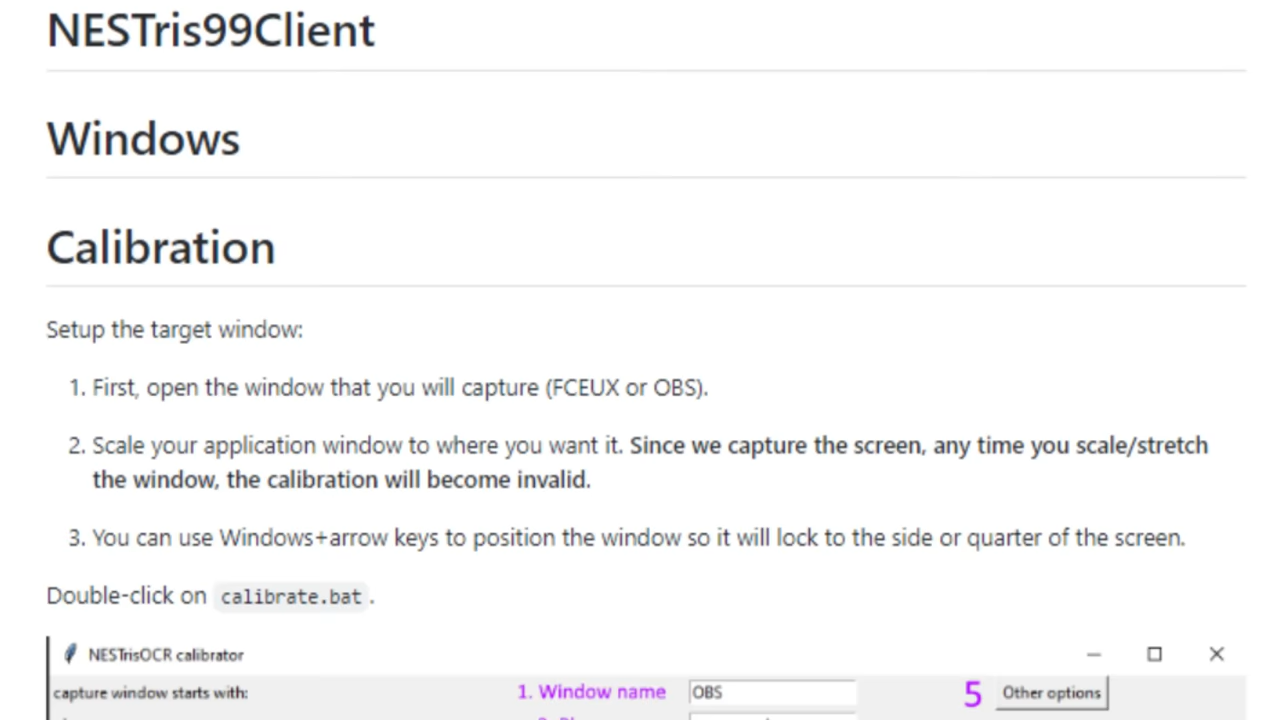 NESTris99Client
Windows
Calibration
Setup the target window:
1. First, open the window that you will capture (FCEUX or OBS).
2. Scale your application window to where you want it. Since we capture the screen, any time you scale/stretch
the window, the calibration will become invalid.
3. You can use Windows+arrow keys to position the window so it will lock to the side or quarter of the screen.
Double-click on calibrate.bat.
NESTrisOCR calibrator
capture window starts with: 1. Window name OBS 5 Other options